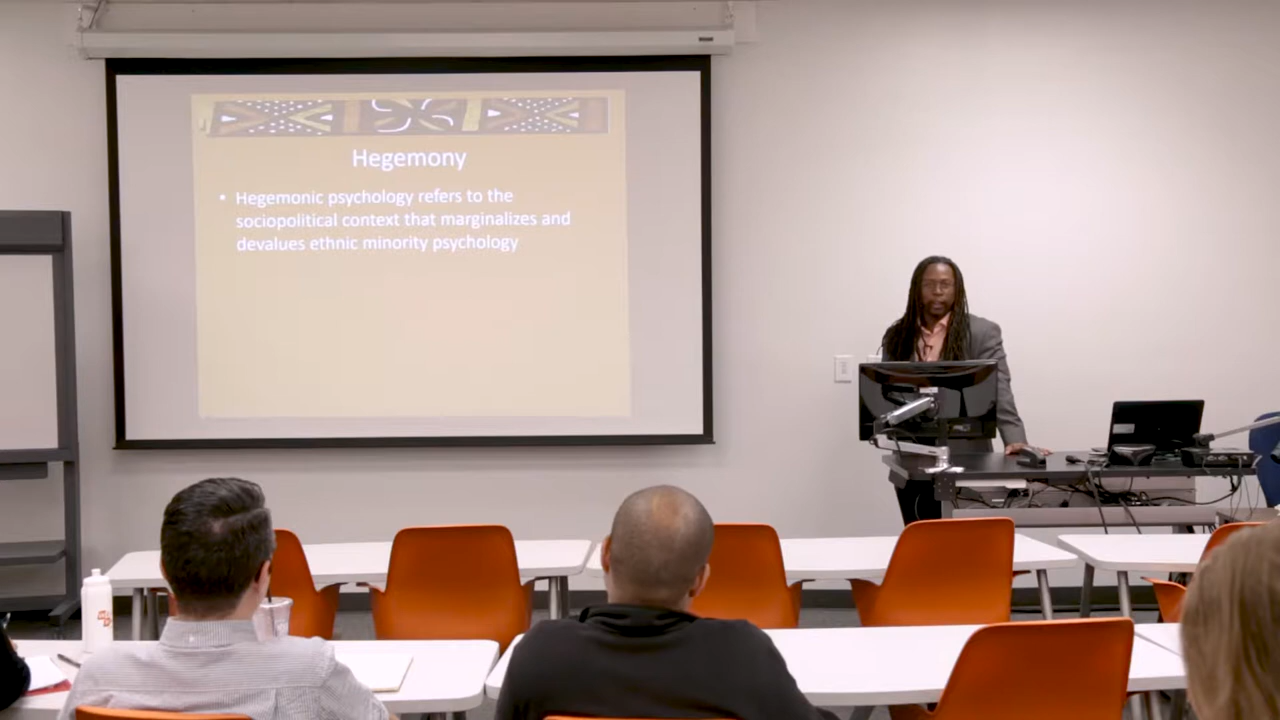 Hegemony
• Hegemonic psychology refers to the
sociopolitical context that marginalizes and
devalues ethnic minority psychology